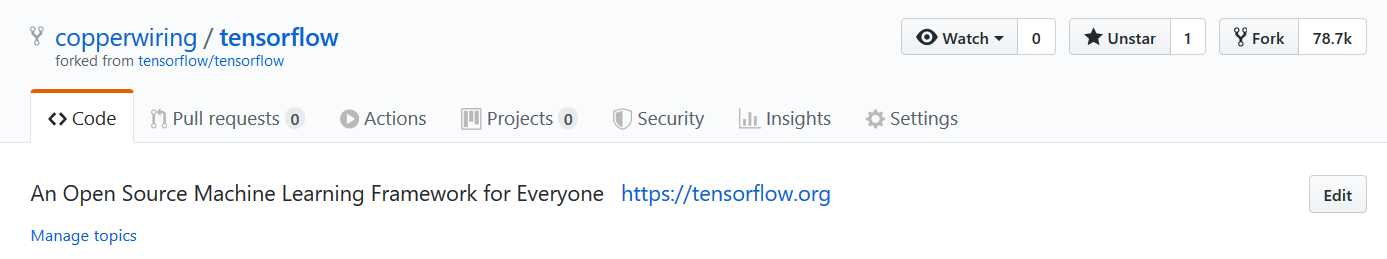 copperwiring / tensorflow Watch 0 Unstar 1 Fork 78.7k
forked from tensorflow/tensorflow
Code Pull requests 0 Actions Projects 0 Security Insights Settings
An Open Source Machine Learning Framework for Everyone https://tensorflow.org Edit
Manage topics